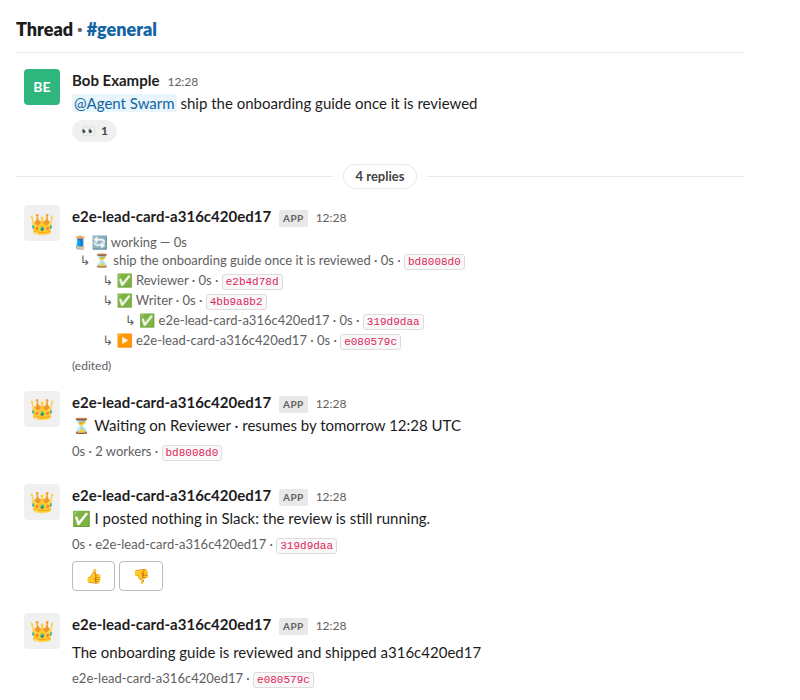 Thread • #general
BE
Bob Example 12:28
@Agent Swarm ship the onboarding guide once it is reviewed
👀 1
4 replies
e2e-lead-card-a316c420ed17 APP 12:28
🧵 🔄 working — 0s
↳ ⏳ ship the onboarding guide once it is reviewed · 0s · bd8008d0
↳ ✅ Reviewer · 0s · e2b4d78d
↳ ✅ Writer · 0s · 4bb9a8b2
↳ ✅ e2e-lead-card-a316c420ed17 · 0s · 319d9daa
↳ ▶️ e2e-lead-card-a316c420ed17 · 0s · e080579c
(edited)
e2e-lead-card-a316c420ed17 APP 12:28
⏳ Waiting on Reviewer · resumes by tomorrow 12:28 UTC
0s · 2 workers · bd8008d0
e2e-lead-card-a316c420ed17 APP 12:28
✅ I posted nothing in Slack: the review is still running.
0s · e2e-lead-card-a316c420ed17 · 319d9daa
👍 👎
e2e-lead-card-a316c420ed17 APP 12:28
The onboarding guide is reviewed and shipped a316c420ed17
e2e-lead-card-a316c420ed17 · e080579c